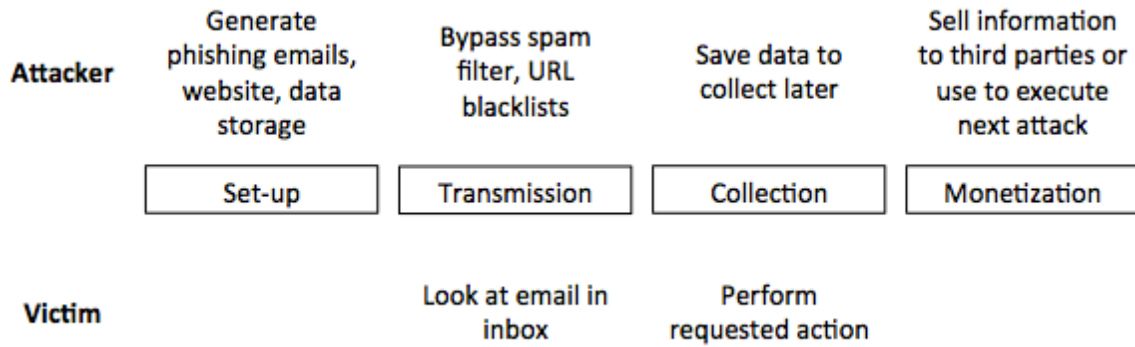 Attacker
Generate
phishing emails,
website, data
storage
Bypass spam
filter, URL
blacklists
Save data to
collect later
Sell information
to third parties or
use to execute
next attack
Set-up
Transmission
Collection
Monetization
Victim
Look at email in
inbox
Perform
requested action